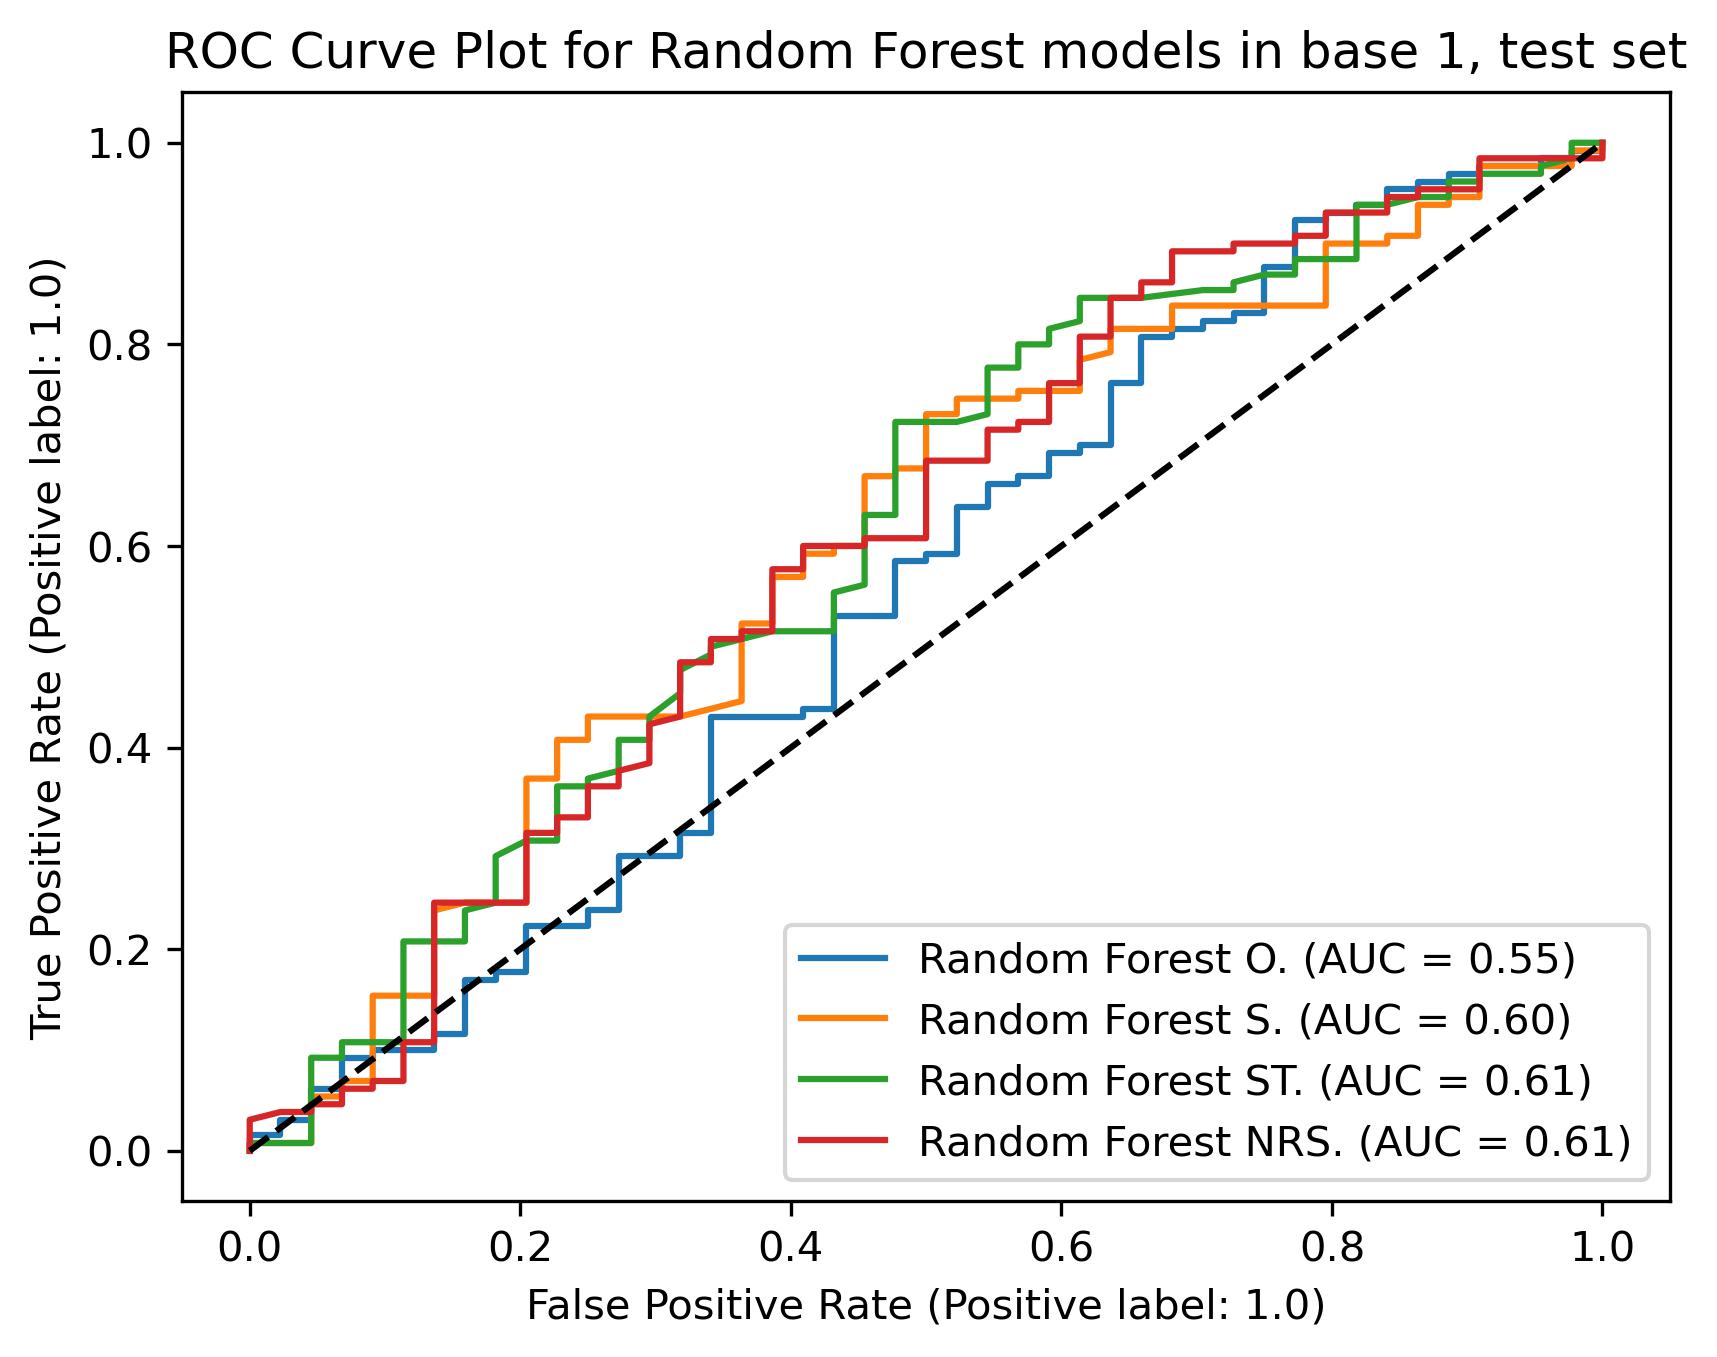 ROC Curve Plot for Random Forest models in base 1, test set
True Positive Rate (Positive label: 1.0)
1.0
0.8
0.6
0.4
0.2
0.0
Random Forest O. (AUC = 0.55)
Random Forest S. (AUC = 0.60)
Random Forest ST. (AUC = 0.61)
Random Forest NRS. (AUC = 0.61)
0.0 0.2 0.4 0.6 0.8 1.0
False Positive Rate (Positive label: 1.0)